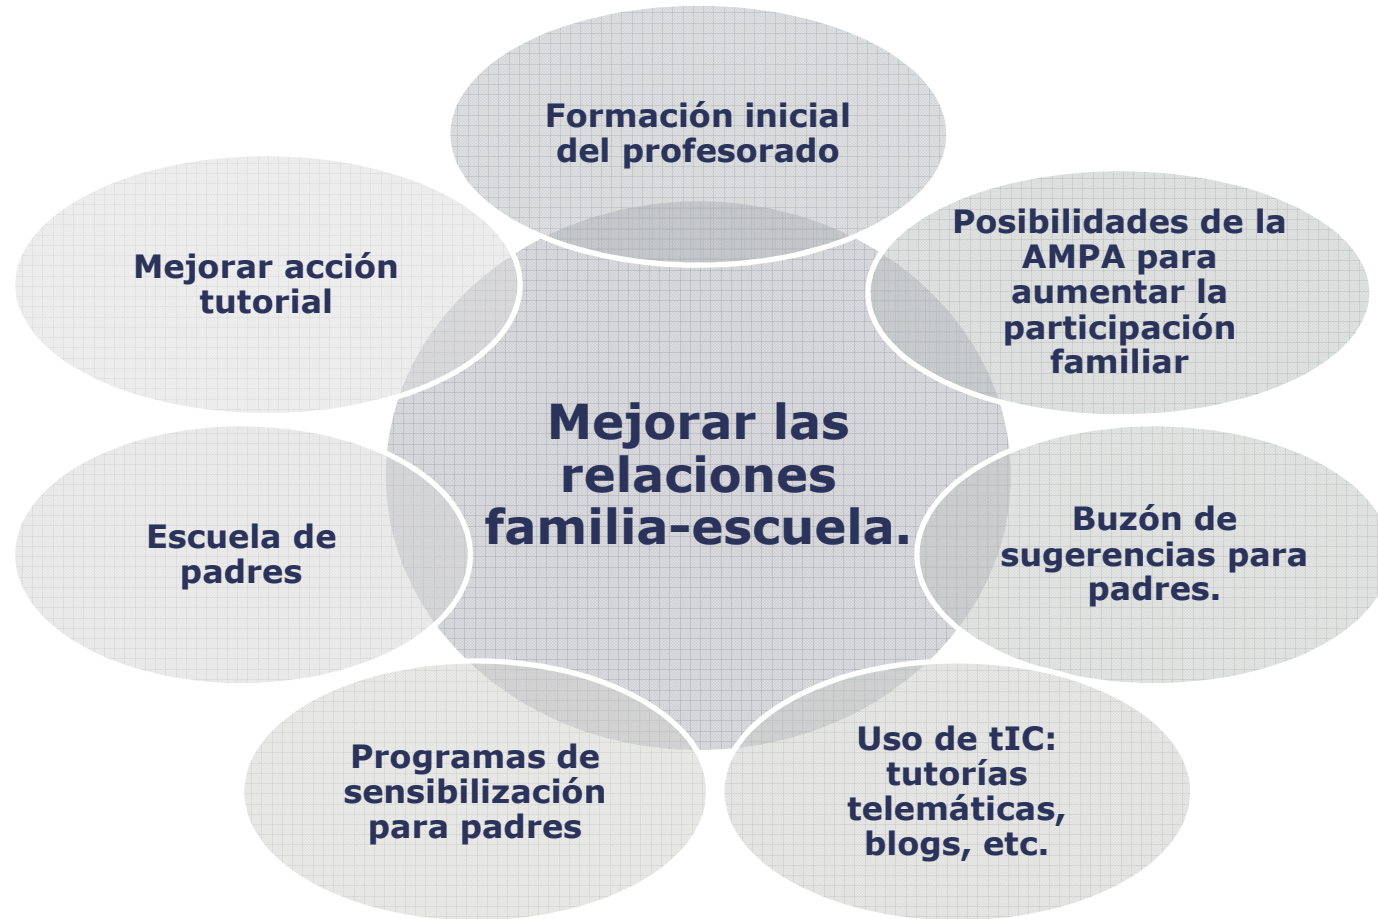 Formación inicial
del profesorado
Posibilidades de la
AMPA para
aumentar la
participación
familiar
Buzón de
sugerencias para
padres.
Uso de tIC:
tutorías
telemáticas,
blogs, etc.
Programas de
sensibilización
para padres
Escuela de
padres
Mejorar acción
tutorial
Mejorar las
relaciones
familia-escuela.